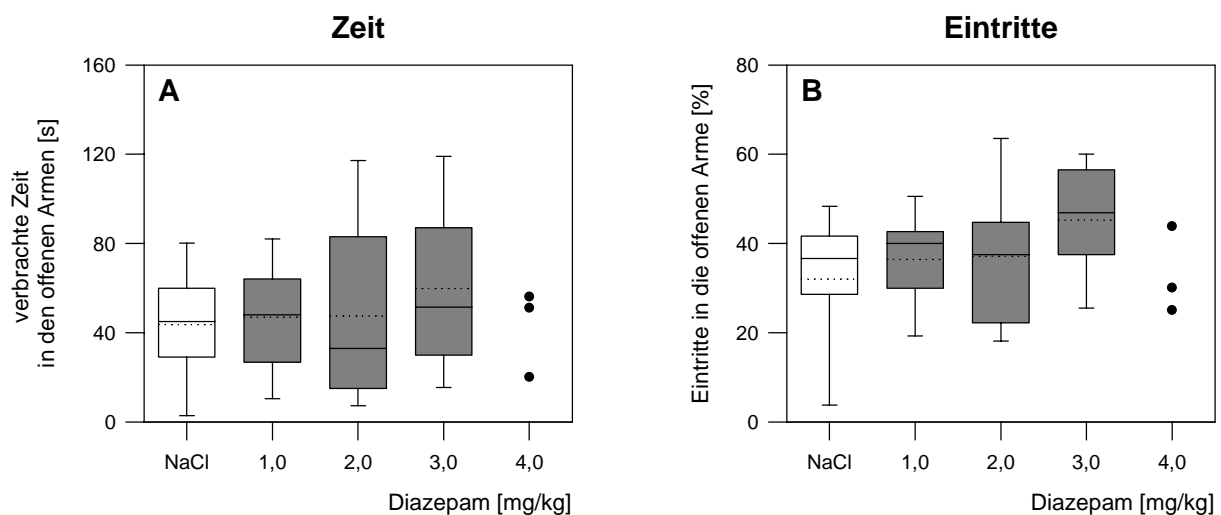 Zeit
A
verbrachte Zeit
in den offenen Armen [s]
160
120
80
40
0
NaCl 1,0 2,0 3,0 4,0
Diazepam [mg/kg]
Eintritte
B
Eintritte in die offenen Arme [%]
80
60
40
20
0
NaCl 1,0 2,0 3,0 4,0
Diazepam [mg/kg]